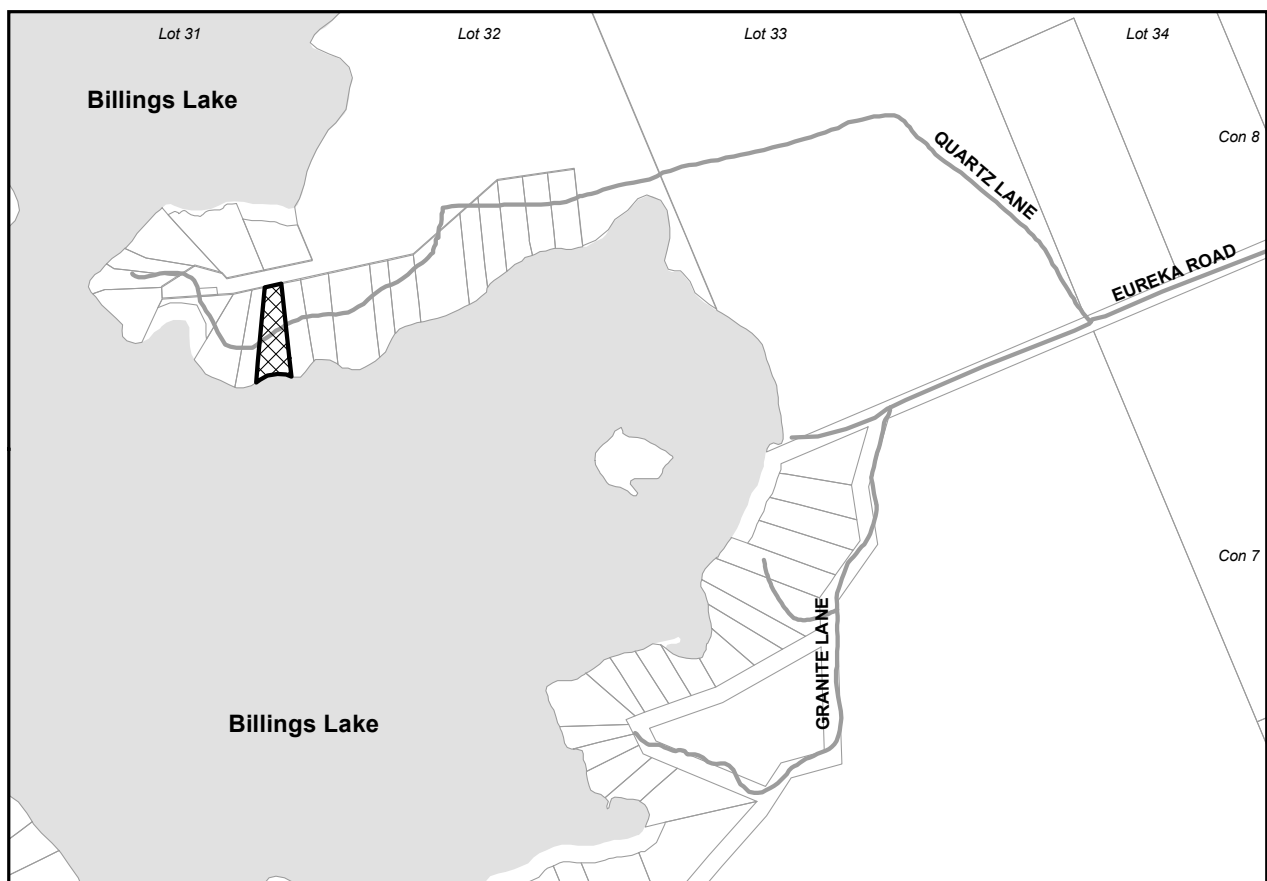 Lot 31
Lot 32
Lot 33
Lot 34
Billings Lake
Con 8
QUARTZ LANE
EUREKA ROAD
Con 7
GRANITE LANE
Billings Lake